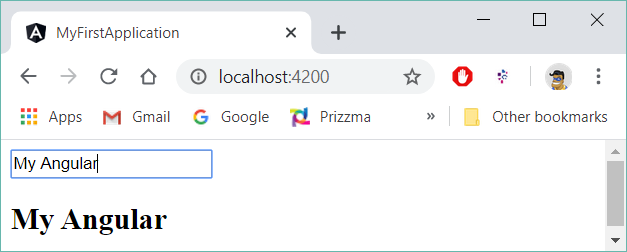 MyFirstApplication
localhost:4200
Apps Gmail Google Prizzma » Other bookmarks
My Angular
My Angular